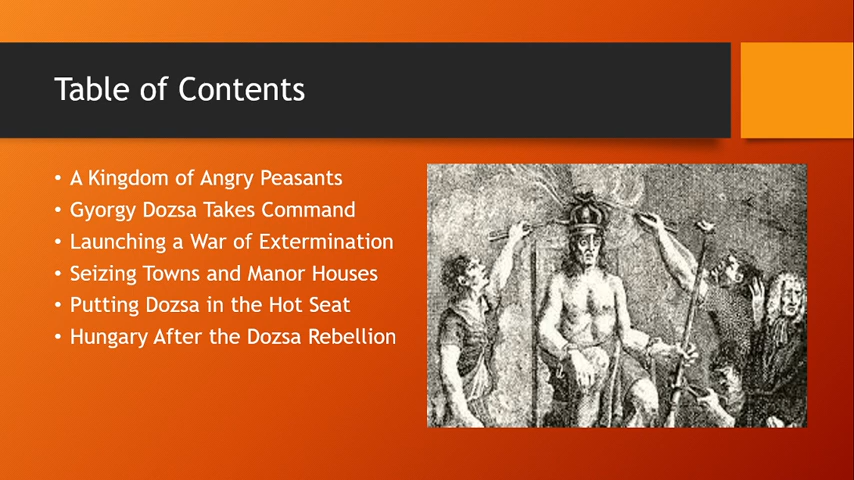 Table of Contents
• A Kingdom of Angry Peasants
• Gyorgy Dozsa Takes Command
• Launching a War of Extermination
• Seizing Towns and Manor Houses
• Putting Dozsa in the Hot Seat
• Hungary After the Dozsa Rebellion